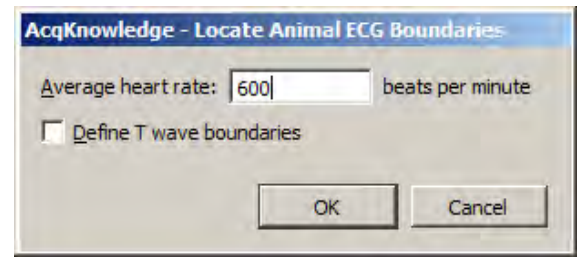 AcqKnowledge - Locate Animal ECG Boundaries
Average heart rate: 600 beats per minute
Define T wave boundaries
OK Cancel